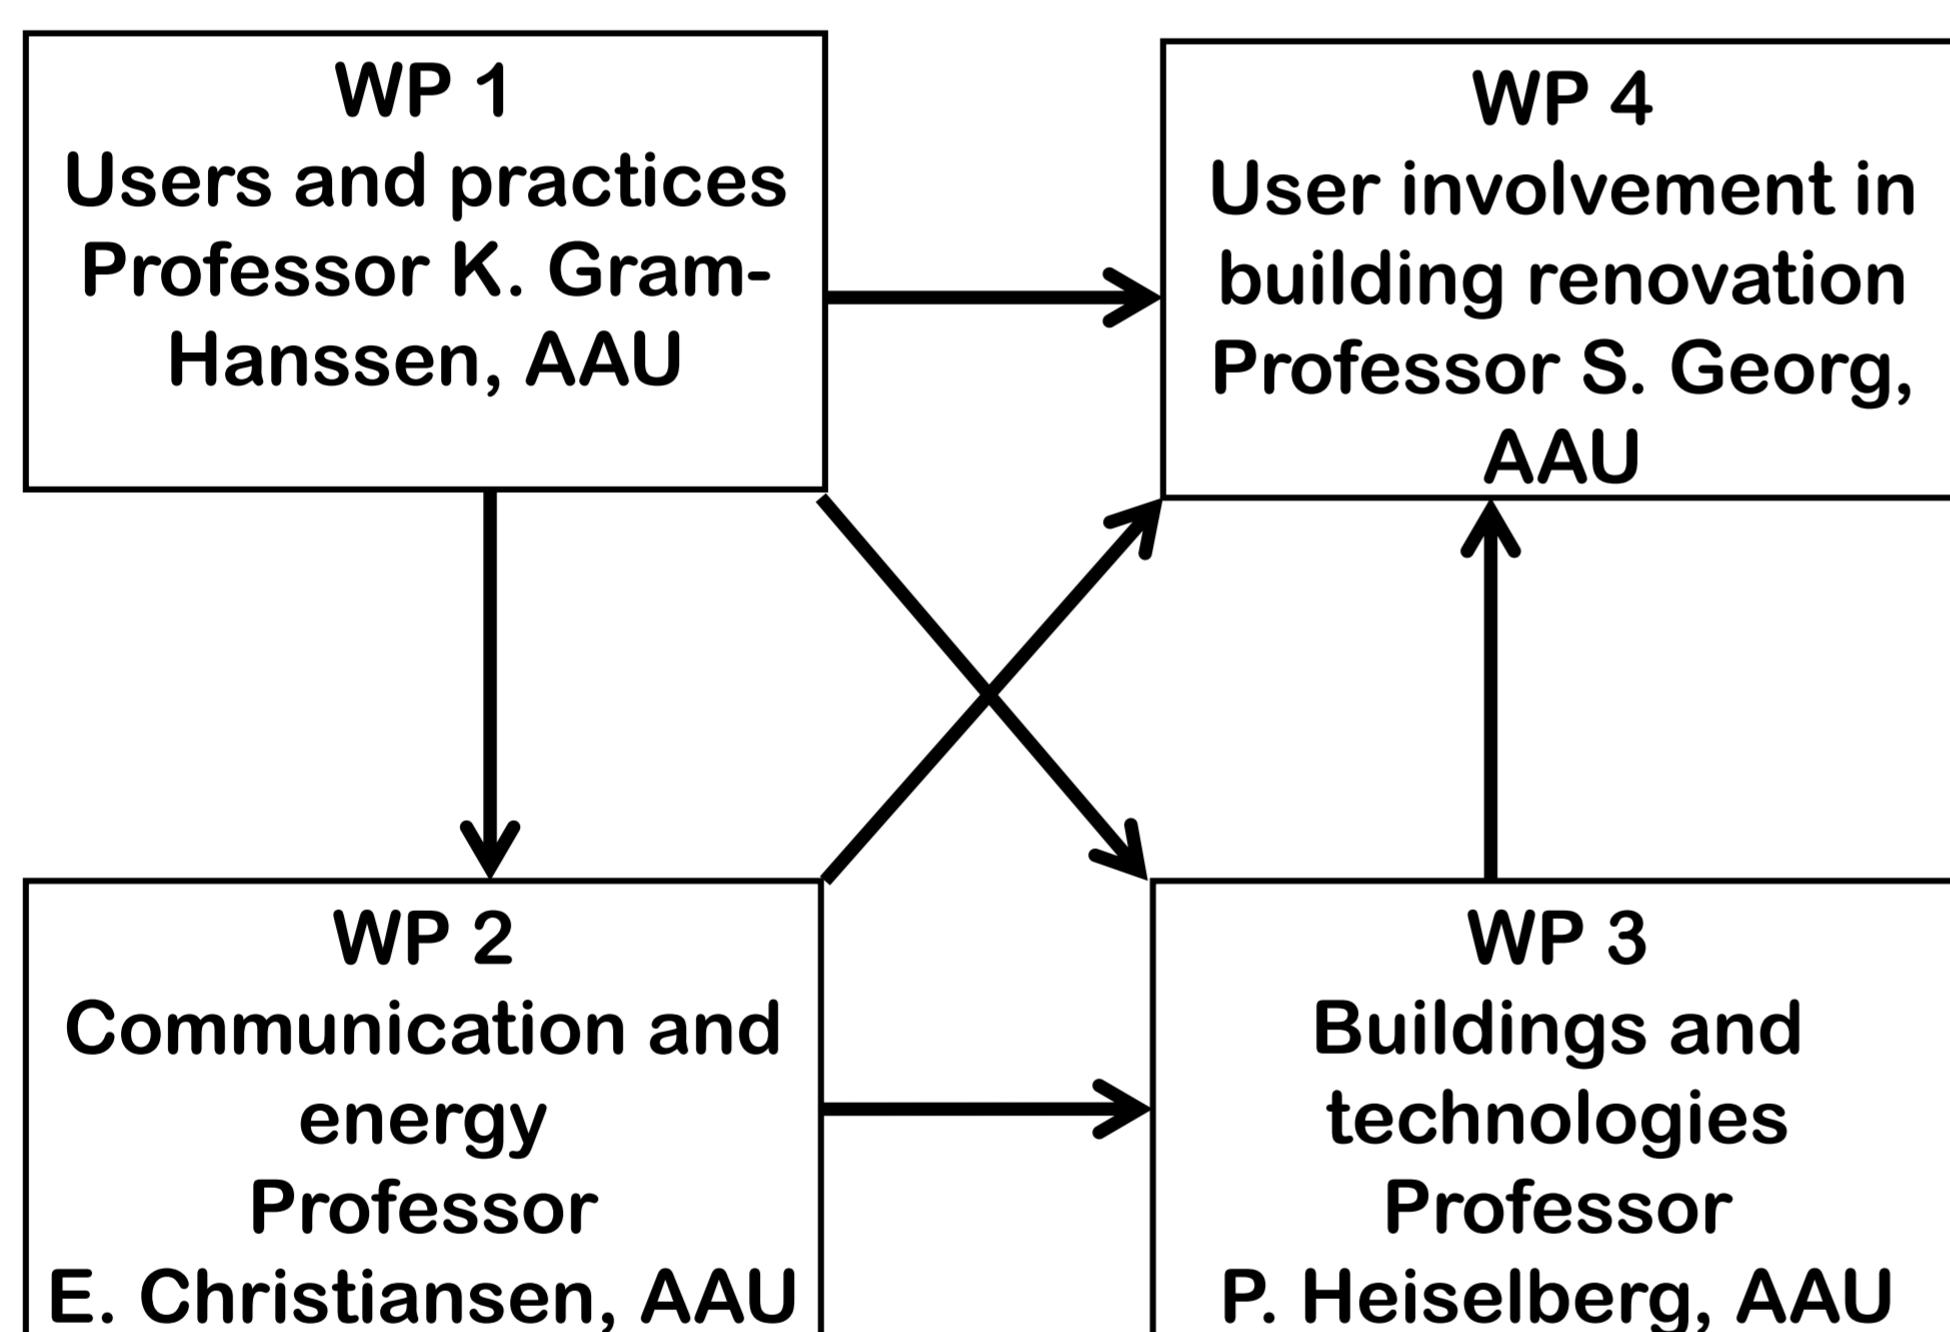 WP 1
Users and practices
Professor K. Gram-
Hanssen, AAU
WP 4
User involvement in
building renovation
Professor S. Georg,
AAU
WP 2
Communication and
energy
Professor
E. Christiansen, AAU
WP 3
Buildings and
technologies
Professor
P. Heiselberg, AAU